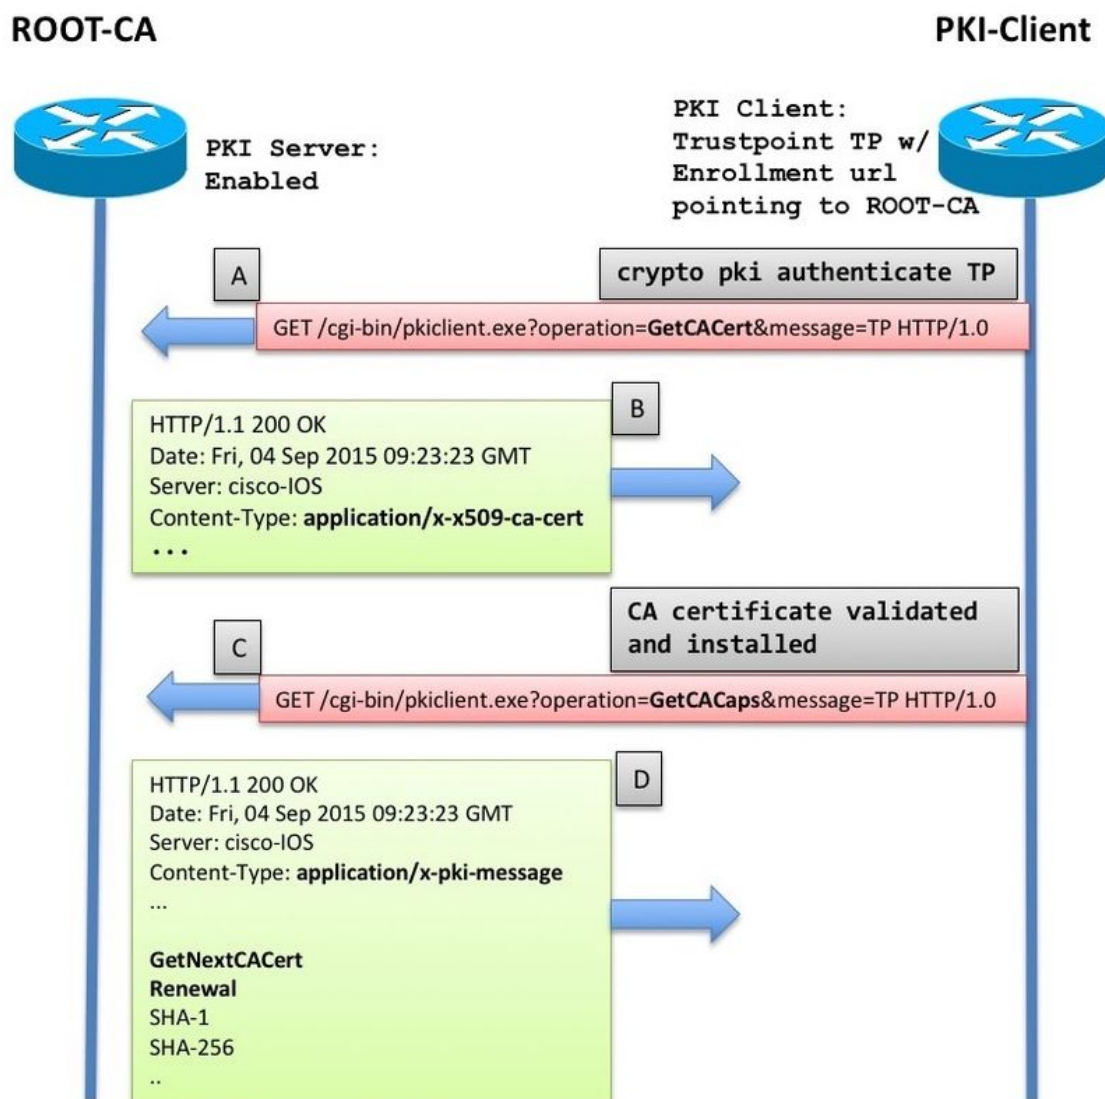 ROOT-CA
PKI-Client
PKI Server:
Enabled
PKI Client:
Trustpoint TP w/
Enrollment url
pointing to ROOT-CA
A
crypto pki authenticate TP
GET /cgi-bin/pkiclient.exe?operation=GetCACert&message=TP HTTP/1.0
B
HTTP/1.1 200 OK
Date: Fri, 04 Sep 2015 09:23:23 GMT
Server: cisco-IOS
Content-Type: application/x-x509-ca-cert
...
CA certificate validated
and installed
C
GET /cgi-bin/pkiclient.exe?operation=GetCACaps&message=TP HTTP/1.0
D
HTTP/1.1 200 OK
Date: Fri, 04 Sep 2015 09:23:23 GMT
Server: cisco-IOS
Content-Type: application/x-pki-message
...
GetNextCACert
Renewal
SHA-1
SHA-256
..